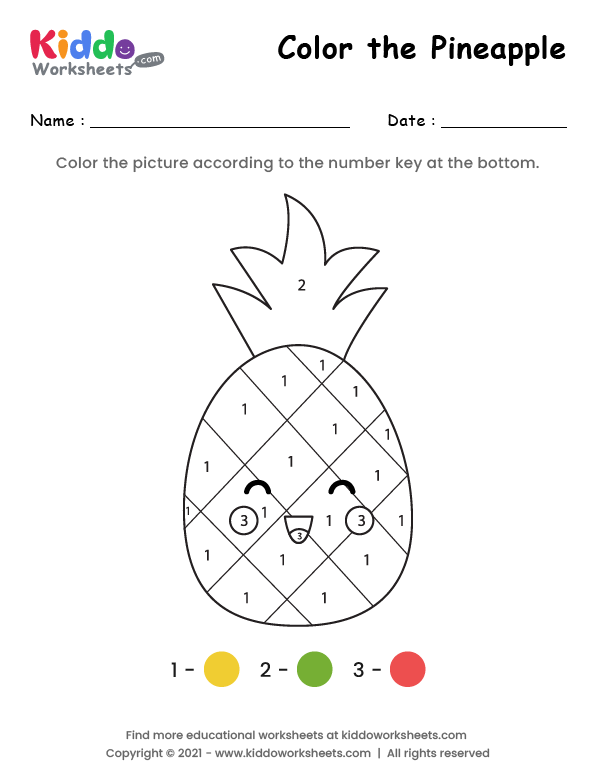 Kiddo
Worksheets .com
Color the Pineapple
Name : Date :
Color the picture according to the number key at the bottom.
2
1
1
1
1
1
1
1
1
1
1
1
3
1
3
1
3
1
1
1
1
1
1 - 2 - 3 -
Find more educational worksheets at kiddoworksheets.com
Copyright © 2021 - www.kiddoworksheets.com | All rights reserved